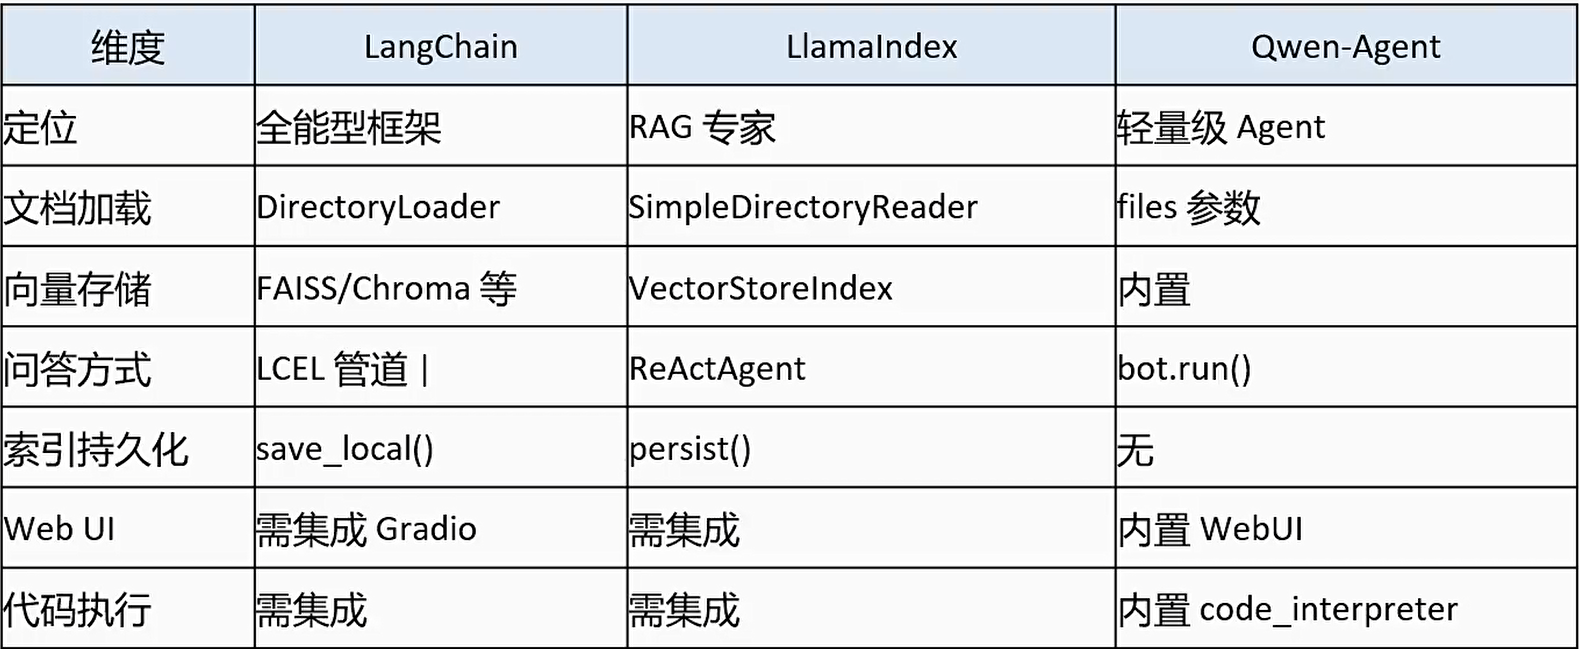 维度 LangChain LlamaIndex Qwen-Agent
定位 全能型框架 RAG 专家 轻量级 Agent
文档加载 DirectoryLoader SimpleDirectoryReader files 参数
向量存储 FAISS/Chroma 等 VectorStoreIndex 内置
问答方式 LCEL 管道 | ReActAgent bot.run()
索引持久化 save_local() persist() 无
Web UI 需集成 Gradio 需集成 内置 WebUI
代码执行 需集成 需集成 内置 code_interpreter